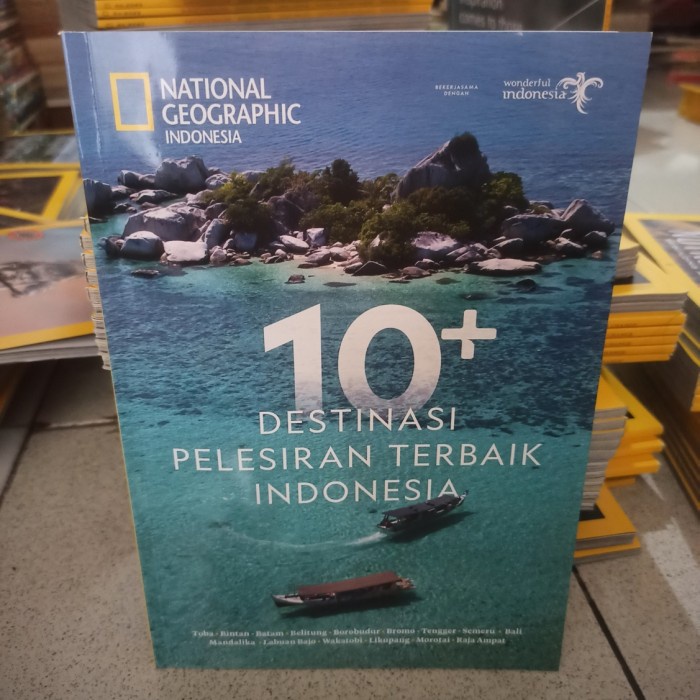 NATIONAL
GEOGRAPHIC
INDONESIA
BEKERJASAMA
DENGAN
wonderful
indonesia
10+
DESTINASI
PELESIRAN TERBAIK
INDONESIA
Toba · Bintan · Batam · Belitung · Borobudur · Bromo · Tengger · Semeru · Bali
Mandalika · Labuan Bajo · Wakatobi · Likupang · Morotai · Raja Ampat